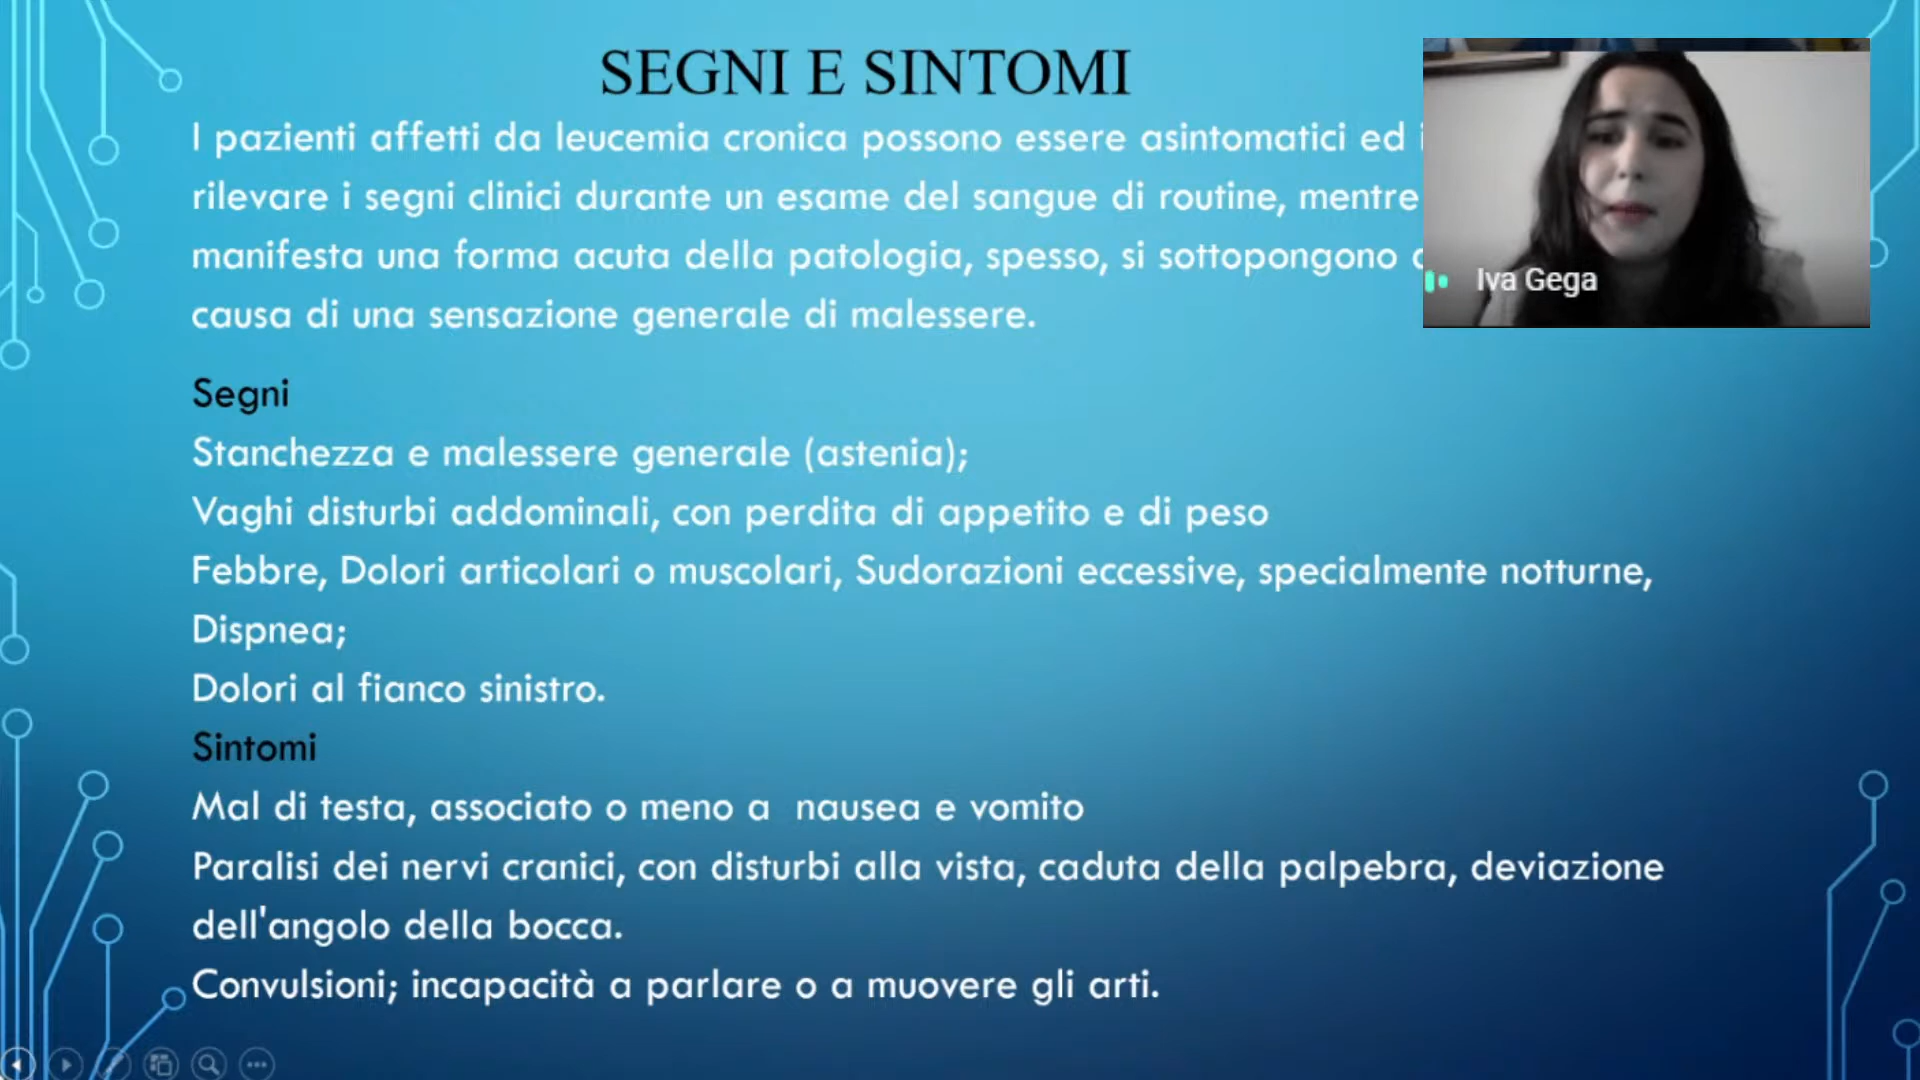 SEGNI E SINTOMI
I pazienti affetti da leucemia cronica possono essere asintomatici ed
rilevare i segni clinici durante un esame del sangue di routine, mentre
manifesta una forma acuta della patologia, spesso, si sottopongono
causa di una sensazione generale di malessere.
Iva Gega
Segni
Stanchezza e malessere generale (astenia);
Vaghi disturbi addominali, con perdita di appetito e di peso
Febbre, Dolori articolari o muscolari, Sudorazioni eccessive, specialmente notturne,
Dispnea;
Dolori al fianco sinistro.
Sintomi
Mal di testa, associato o meno a  nausea e vomito
Paralisi dei nervi cranici, con disturbi alla vista, caduta della palpebra, deviazione
dell'angolo della bocca.
Convulsioni; incapacità a parlare o a muovere gli arti.